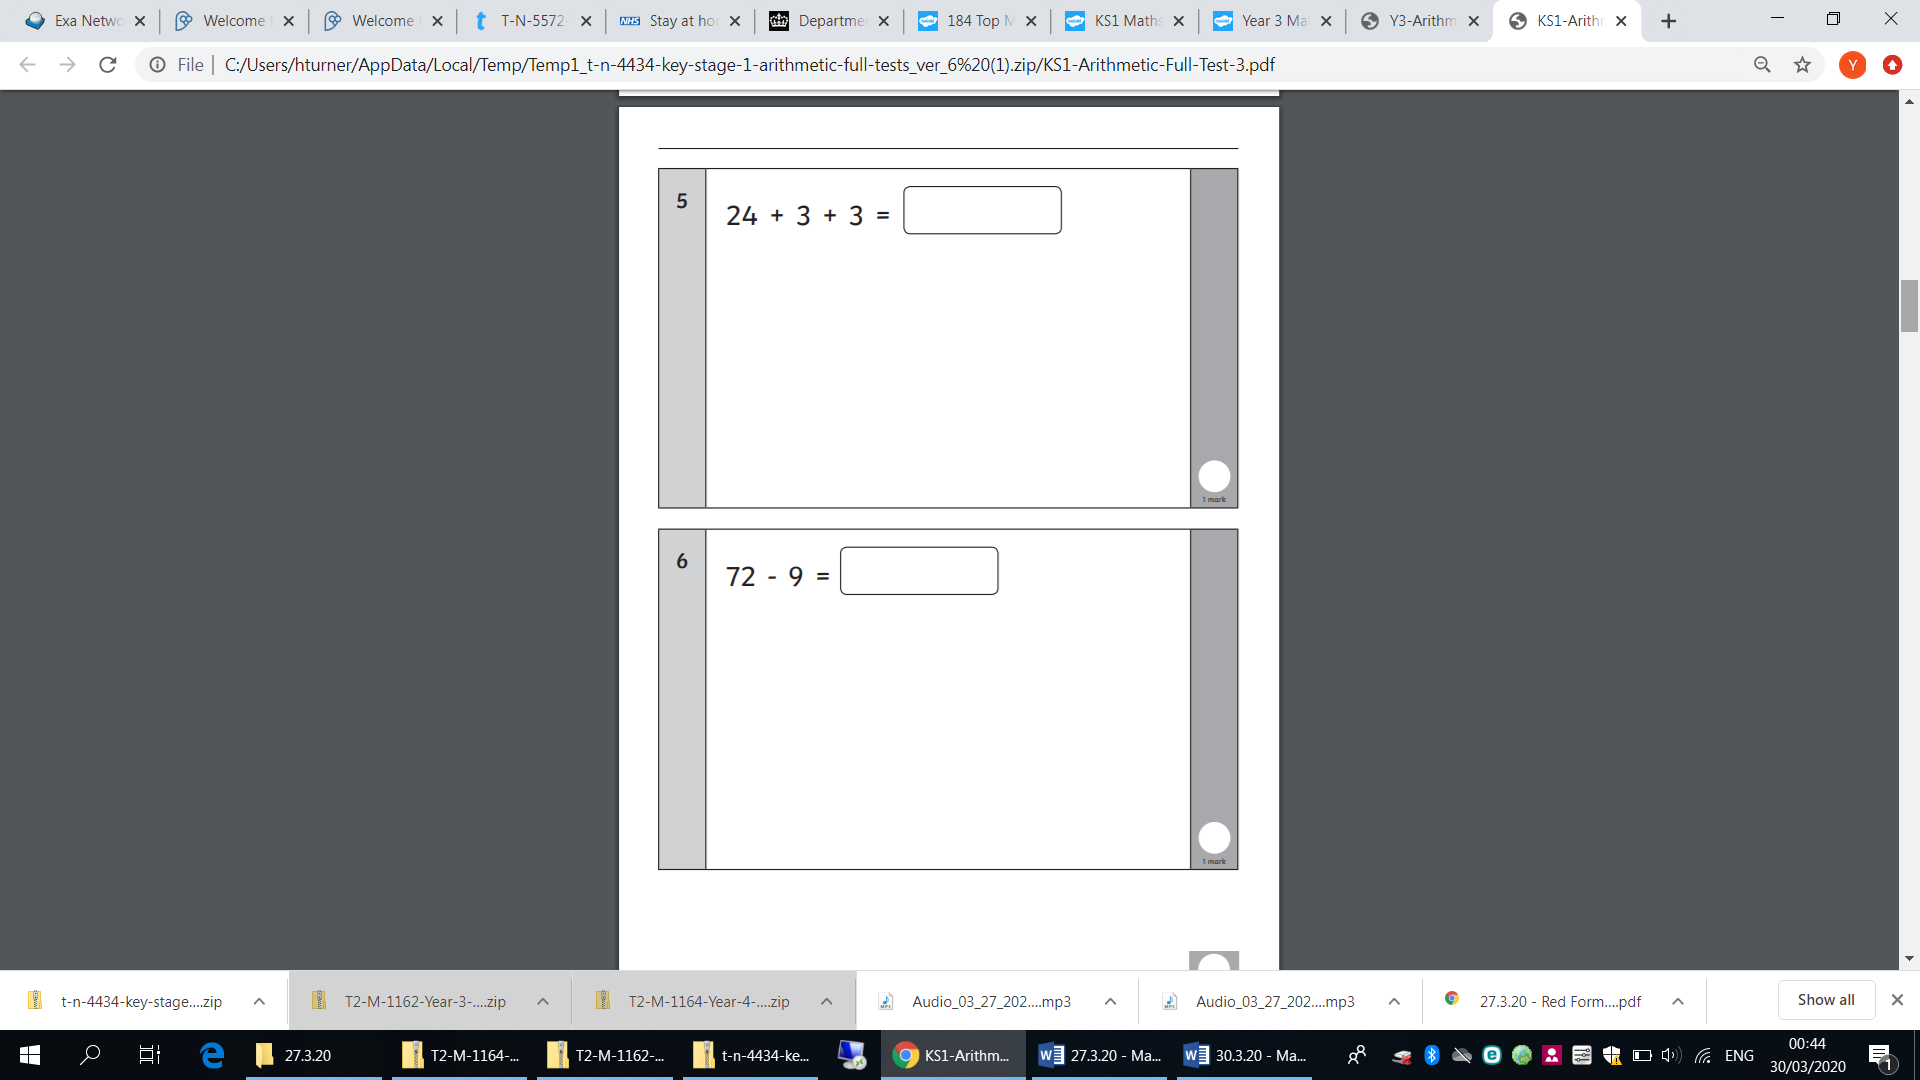 Exa Netwo
Welcome
Welcome
T-N-5572-
NHS Stay at ho
Departme
184 Top M
KS1 Maths
Year 3 Ma
Y3-Arithm
KS1-Arith
File
C:/Users/hturner/AppData/Local/Temp/Temp1_t-n-4434-key-stage-1-arithmetic-full-tests_ver_6%20(1).zip/KS1-Arithmetic-Full-Test-3.pdf
Y
5
24 + 3 + 3 =
1 mark
6
72 - 9 =
1 mark
t-n-4434-key-stage....zip
T2-M-1162-Year-3-....zip
T2-M-1164-Year-4-....zip
Audio_03_27_202....mp3
Audio_03_27_202....mp3
27.3.20 - Red Form....pdf
Show all
27.3.20
T2-M-1164-...
T2-M-1162-...
t-n-4434-ke...
KS1-Arithm...
27.3.20 - Ma...
30.3.20 - Ma...
ENG
00:44
30/03/2020
1